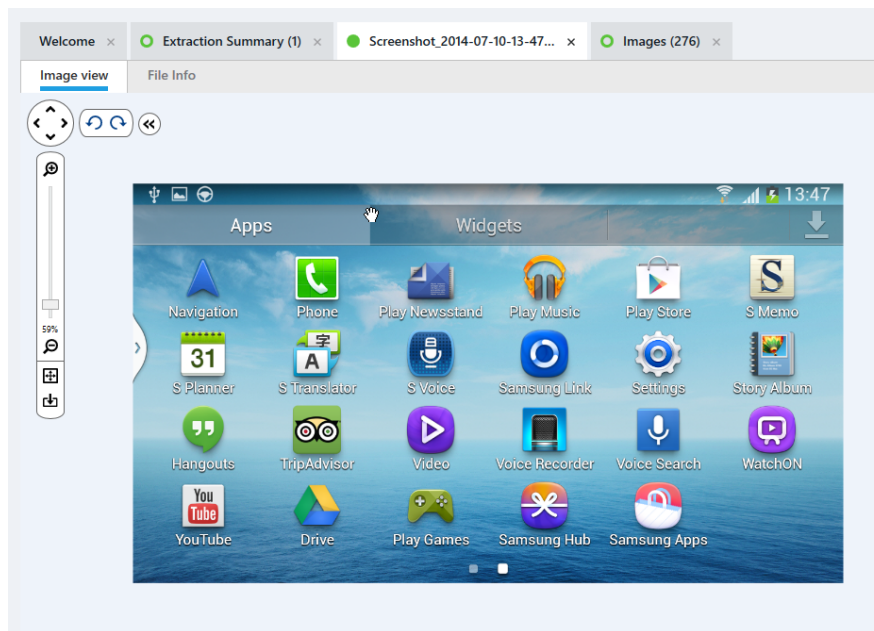 Welcome × Extraction Summary (1) × Screenshot_2014-07-10-13-47... × Images (276) ×
Image view File Info
13:47
Apps Widgets
59%
Navigation Phone Play Newsstand Play Music Play Store S Memo
31 字 A
S Planner S Translator S Voice Samsung Link Settings Story Album
Hangouts TripAdvisor Video Voice Recorder Voice Search WatchON
You Tube
YouTube Drive Play Games Samsung Hub Samsung Apps